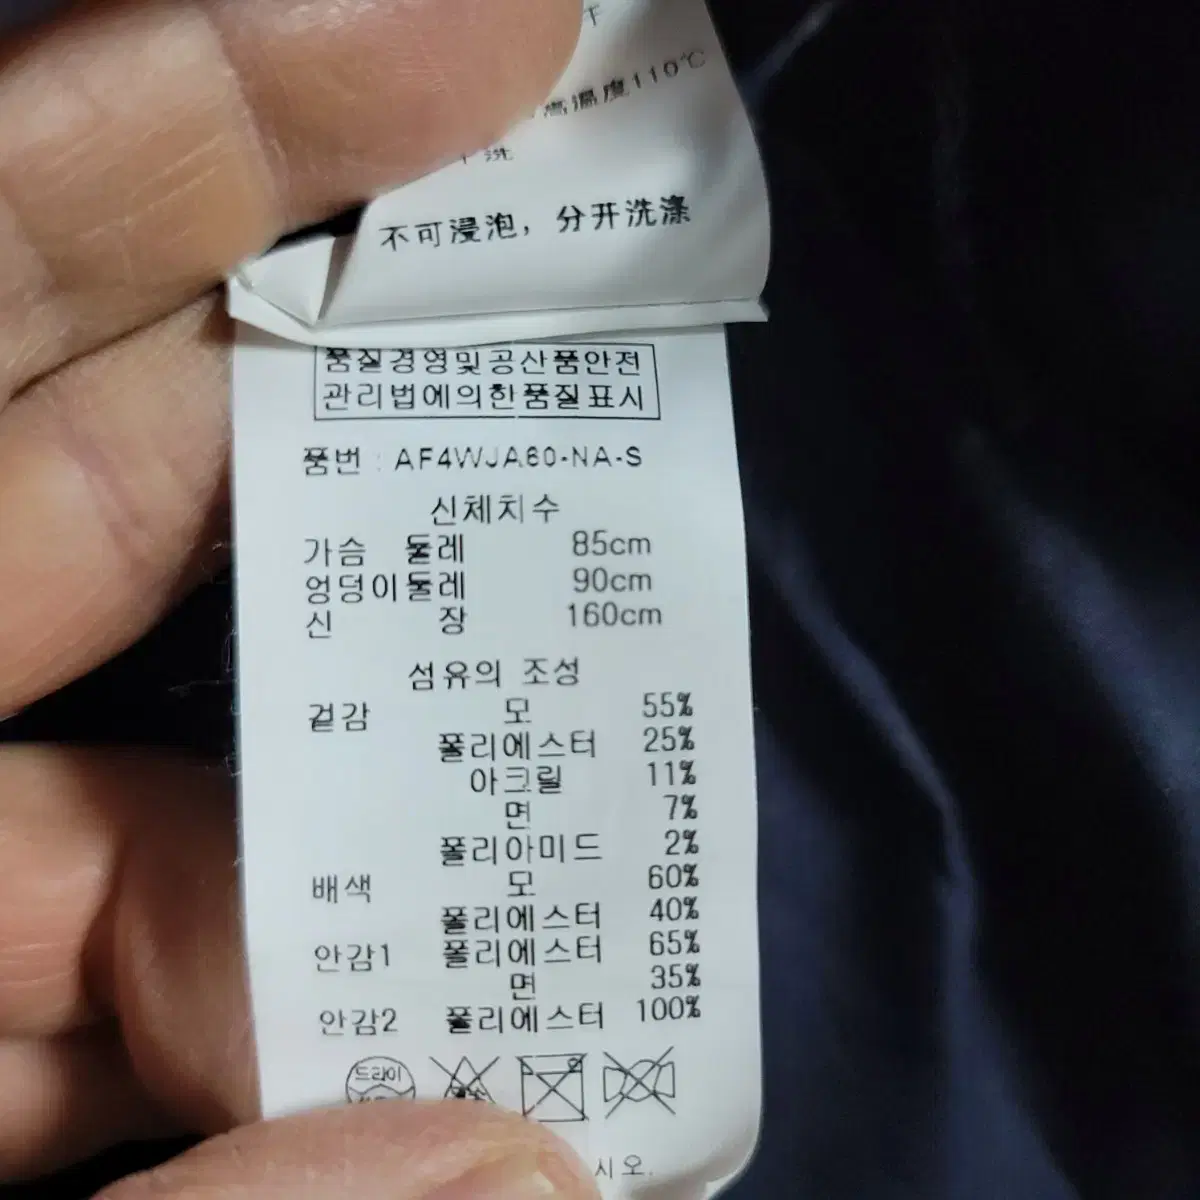 高温度110℃
不可浸泡，分开洗涤
품질경영및공산품안전
관리법에의한품질표시
품번 : AF4WJA60-NA-S
신체치수
가슴 둘레 85cm
엉덩이둘레 90cm
신 장 160cm
섬유의 조성
겉감 모 55%
폴리에스터 25%
아크릴 11%
면 7%
폴리아미드 2%
배색 모 60%
폴리에스터 40%
안감1 폴리에스터 65%
면 35%
안감2 폴리에스터 100%
드라이
시오.